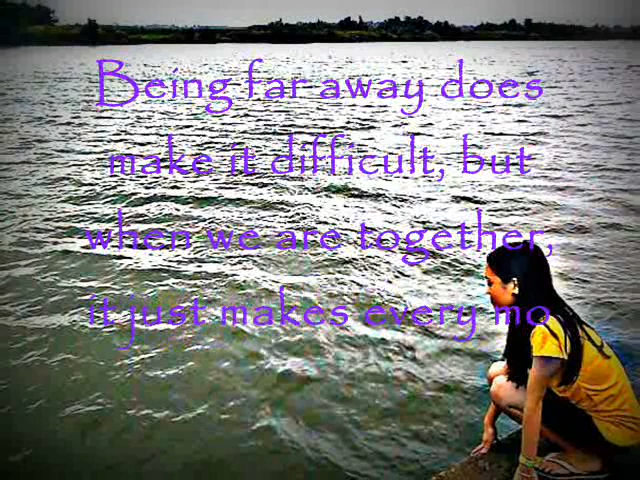 Being far away does
make it difficult, but
when we are together,
it just makes every mo